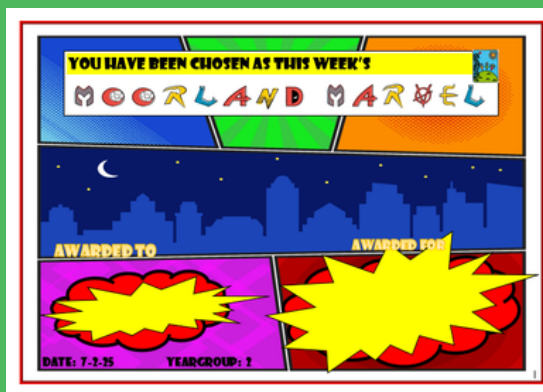 YOU HAVE BEEN CHOSEN AS THIS WEEK'S
MOORLAND MARVEL
AWARDED TO
AWARDED FOR
DATE: 7-2-25 YEARGROUP: 2